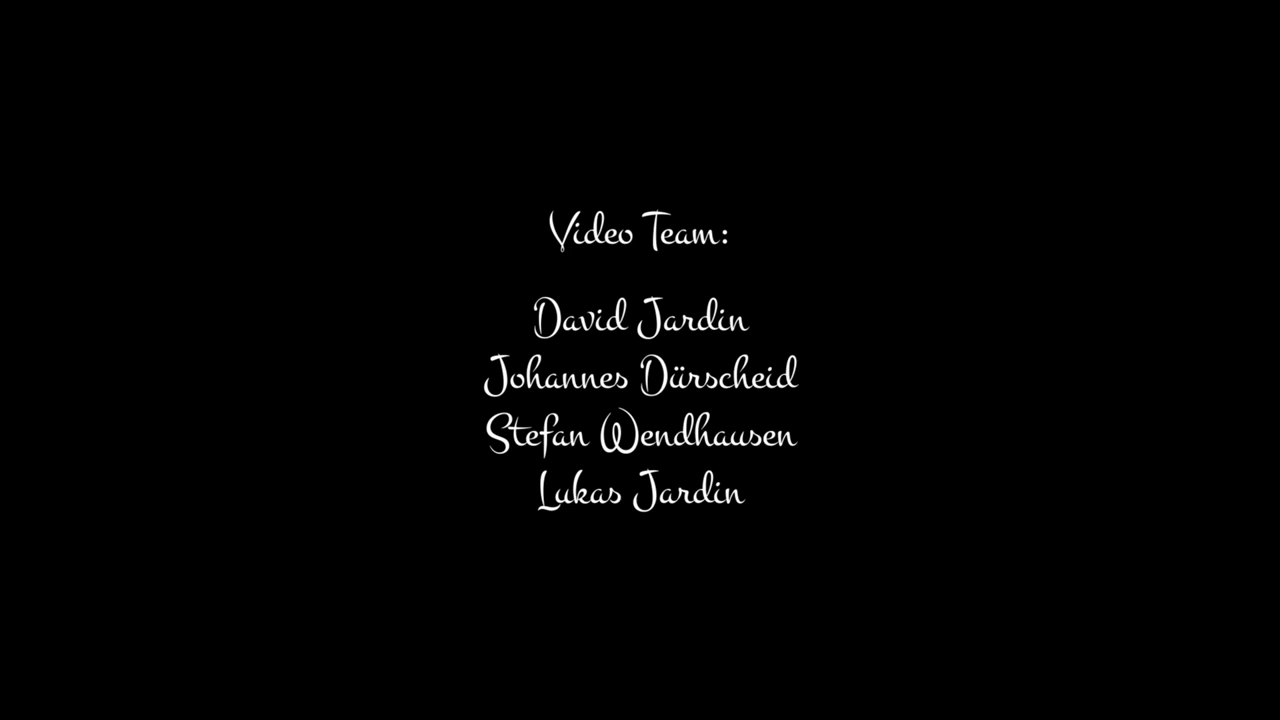 Video Team:
David Jardin
Johannes Dürscheid
Stefan Wendhausen
Lukas Jardin